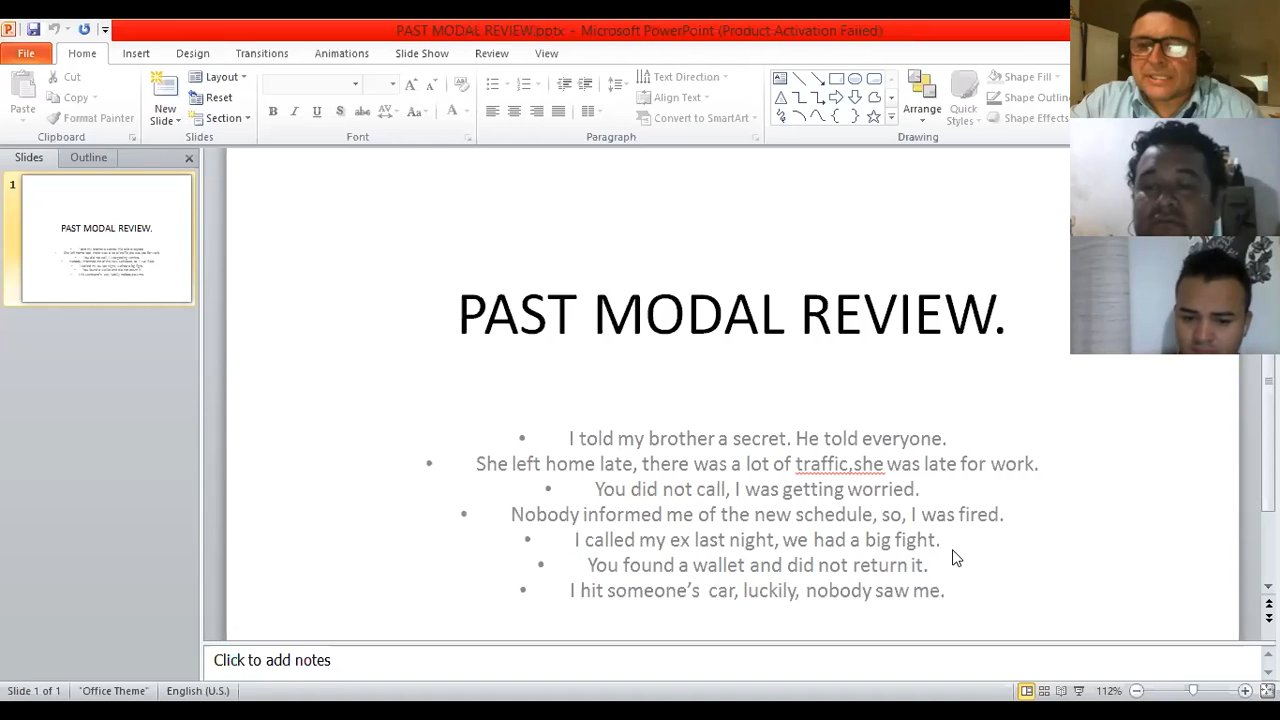 PAST MODAL REVIEW.pptx - Microsoft PowerPoint (Product Activation Failed)
File Home Insert Design Transitions Animations Slide Show Review View
Paste
Cut
Copy
Format Painter
Clipboard
New Slide
Layout
Reset
Section
Slides
B I U S abc AV Aa A
Font
Text Direction
Align Text
Convert to SmartArt
Paragraph
Arrange
Quick Styles
Shape Fill
Shape Outlin
Shape Effects
Drawing
Slides Outline
1
PAST MODAL REVIEW.
PAST MODAL REVIEW.
• I told my brother a secret. He told everyone.
• She left home late, there was a lot of traffic,she was late for work.
• You did not call, I was getting worried.
• Nobody informed me of the new schedule, so, I was fired.
• I called my ex last night, we had a big fight.
• You found a wallet and did not return it.
• I hit someone’s car, luckily, nobody saw me.
Click to add notes
Slide 1 of 1 "Office Theme" English (U.S.) 112%